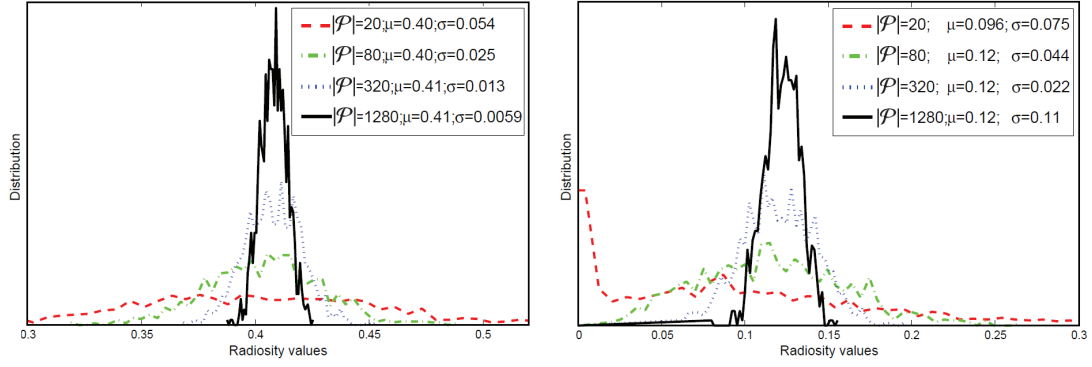 |𝒫|=20;μ=0.40;σ=0.054
|𝒫|=80;μ=0.40;σ=0.025
|𝒫|=320;μ=0.41;σ=0.013
|𝒫|=1280;μ=0.41;σ=0.0059
Distribution
0.3 0.35 0.4 0.45 0.5
Radiosity values
|𝒫|=20; μ=0.096; σ=0.075
|𝒫|=80; μ=0.12; σ=0.044
|𝒫|=320; μ=0.12; σ=0.022
|𝒫|=1280;μ=0.12; σ=0.11
Distribution
0 0.05 0.1 0.15 0.2 0.25 0.3
Radiosity values